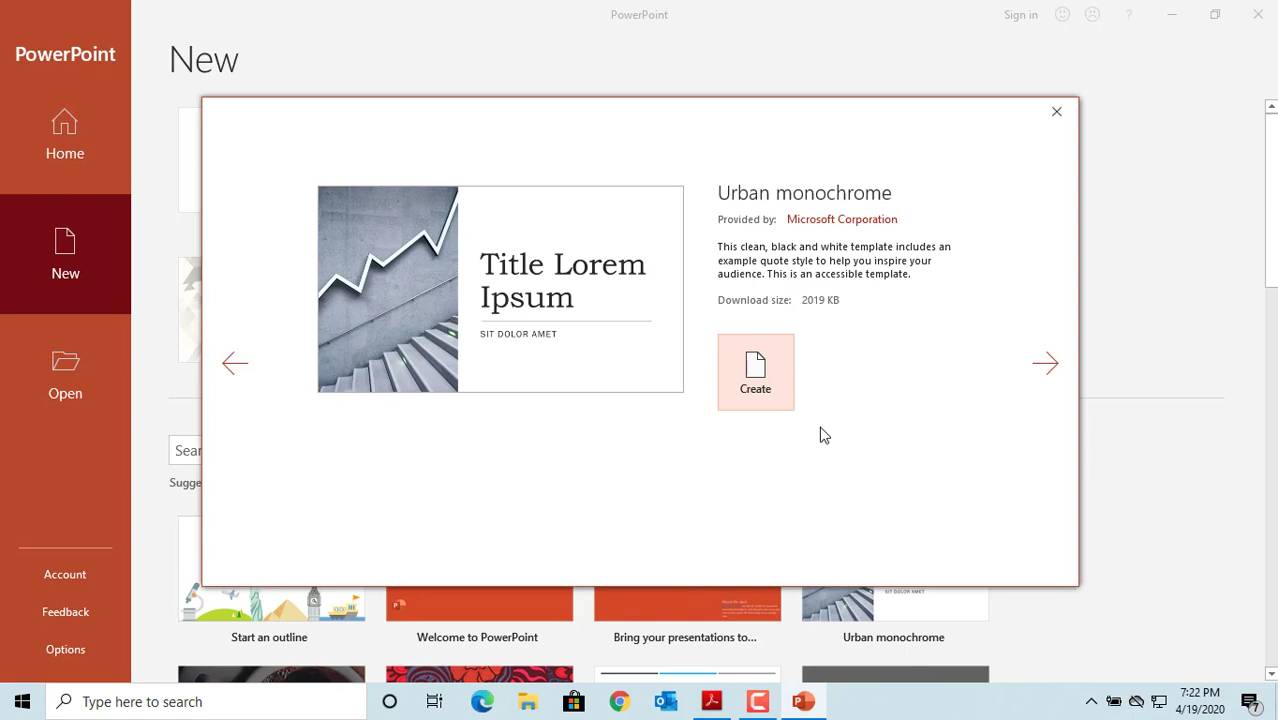 PowerPoint
Sign in
PowerPoint
New
Home
New
Open
Account
Feedback
Options
Urban monochrome
Provided by: Microsoft Corporation
This clean, black and white template includes an
example quote style to help you inspire your
audience. This is an accessible template.
Download size: 2019 KB
Create
Title Lorem
Ipsum
SIT DOLOR AMET
Sear
Sugge
Start an outline
Welcome to PowerPoint
Bring your presentations to...
Urban monochrome
Type here to search
7:22 PM
4/19/2020
7